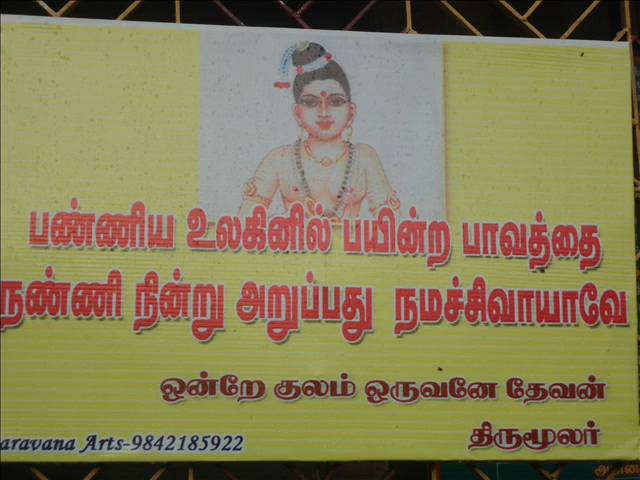 பண்ணிய உலகினில் பயின்ற பாவத்தை
நண்ணி நின்று அறுப்பது நமச்சிவாயாவே
ஒன்றே குலம் ஒருவனே தேவன்
திருமூலர்
aravana Arts-9842185922